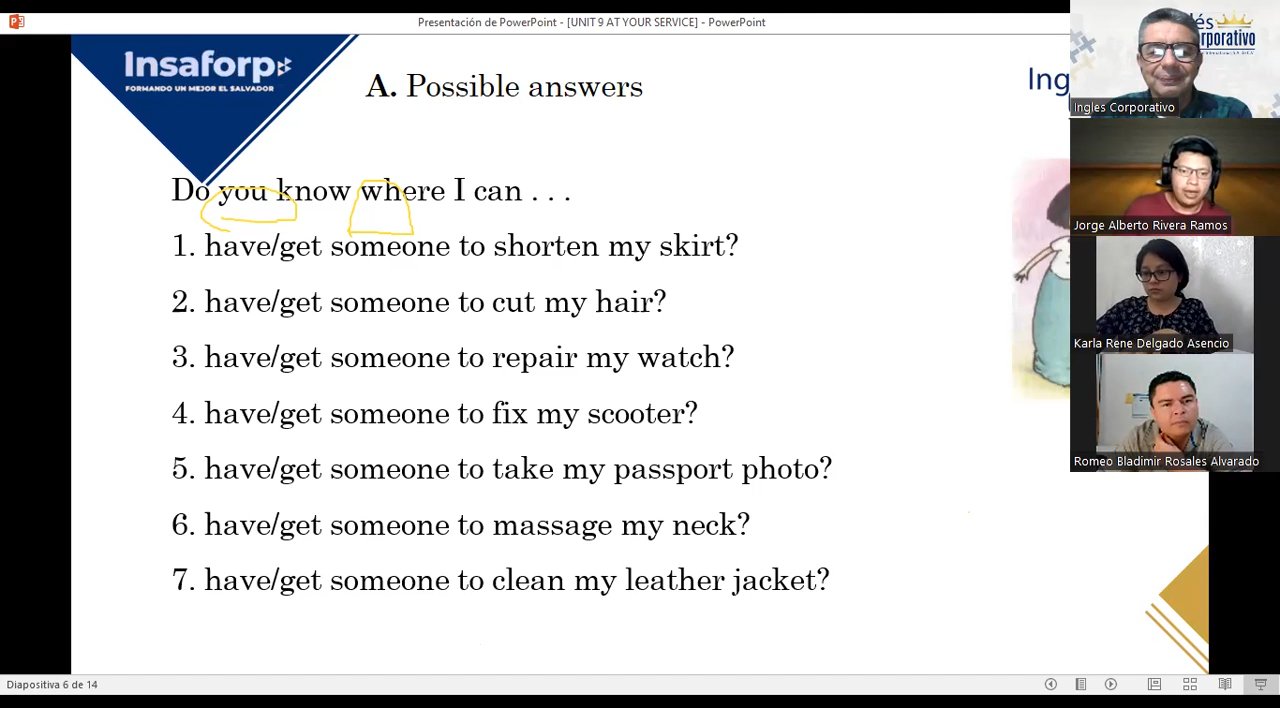 Presentación de PowerPoint - [UNIT 9 AT YOUR SERVICE] - PowerPoint
Insaforp
FORMANDO UN MEJOR EL SALVADOR
A. Possible answers
Ing
Do you know where I can . . .
1. have/get someone to shorten my skirt?
2. have/get someone to cut my hair?
3. have/get someone to repair my watch?
4. have/get someone to fix my scooter?
5. have/get someone to take my passport photo?
6. have/get someone to massage my neck?
7. have/get someone to clean my leather jacket?
Ingles Corporativo
Jorge Alberto Rivera Ramos
Karla Rene Delgado Asencio
Romeo Bladimir Rosales Alvarado
Diapositiva 6 de 14